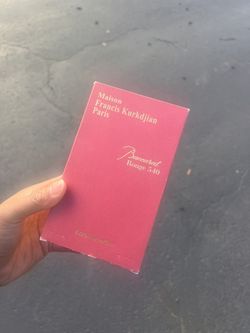 Maison
Francis Kurkdjian
Paris
Baccarat
Rouge 540